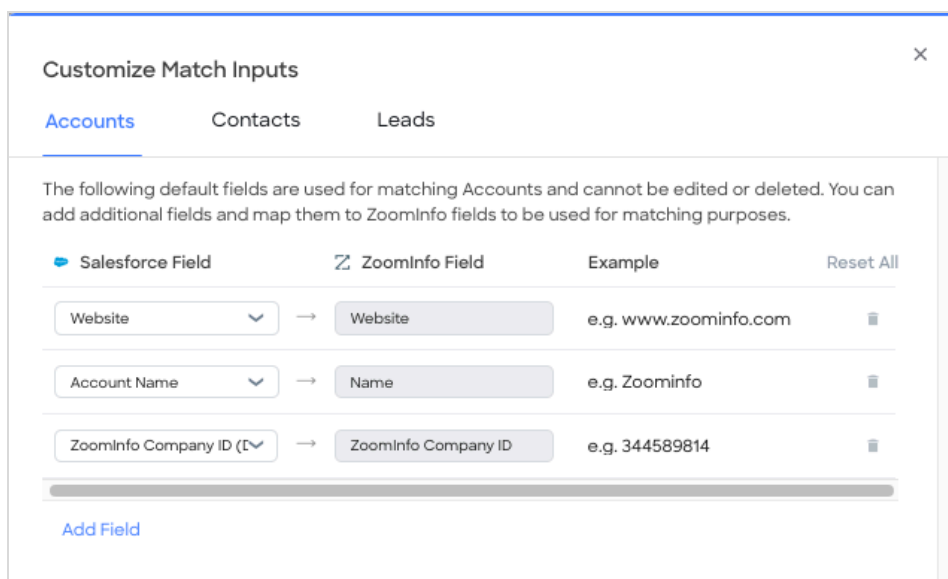 Customize Match Inputs
Accounts Contacts Leads
The following default fields are used for matching Accounts and cannot be edited or deleted. You can
add additional fields and map them to ZoomInfo fields to be used for matching purposes.
Salesforce Field ZoomInfo Field Example Reset All
Website Website e.g. www.zoominfo.com
Account Name Name e.g. Zoominfo
ZoomInfo Company ID (D ZoomInfo Company ID e.g. 344589814
Add Field